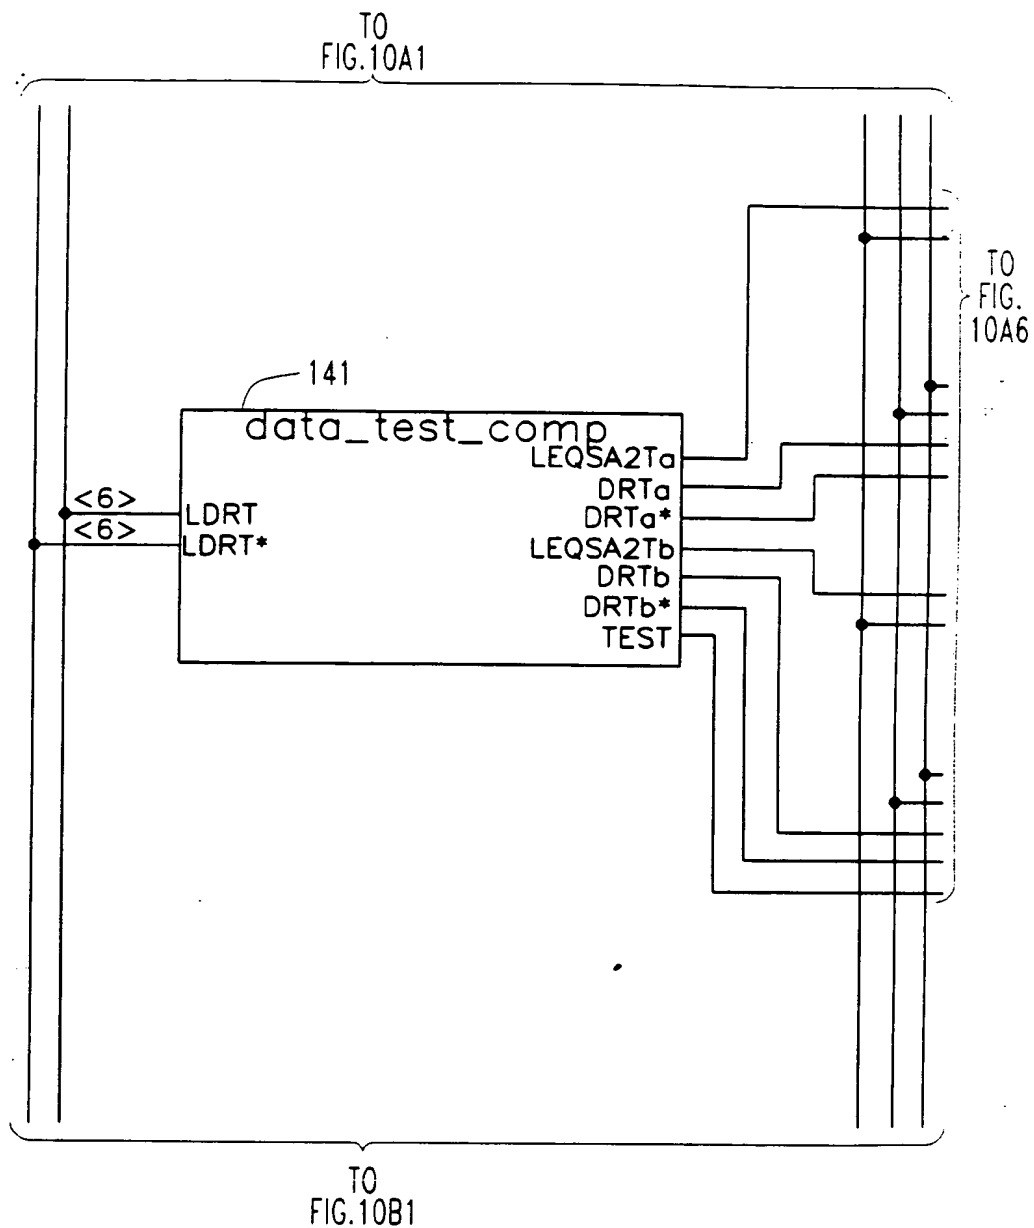 TO
FIG.10A1
TO
FIG.
10A6
141
data_test_comp
LEQSA2Ta
DRTa
<6>
LDRT
DRTa*
<6>
LDRT*
LEQSA2Tb
DRTb
DRTb*
TEST
TO
FIG.10B1